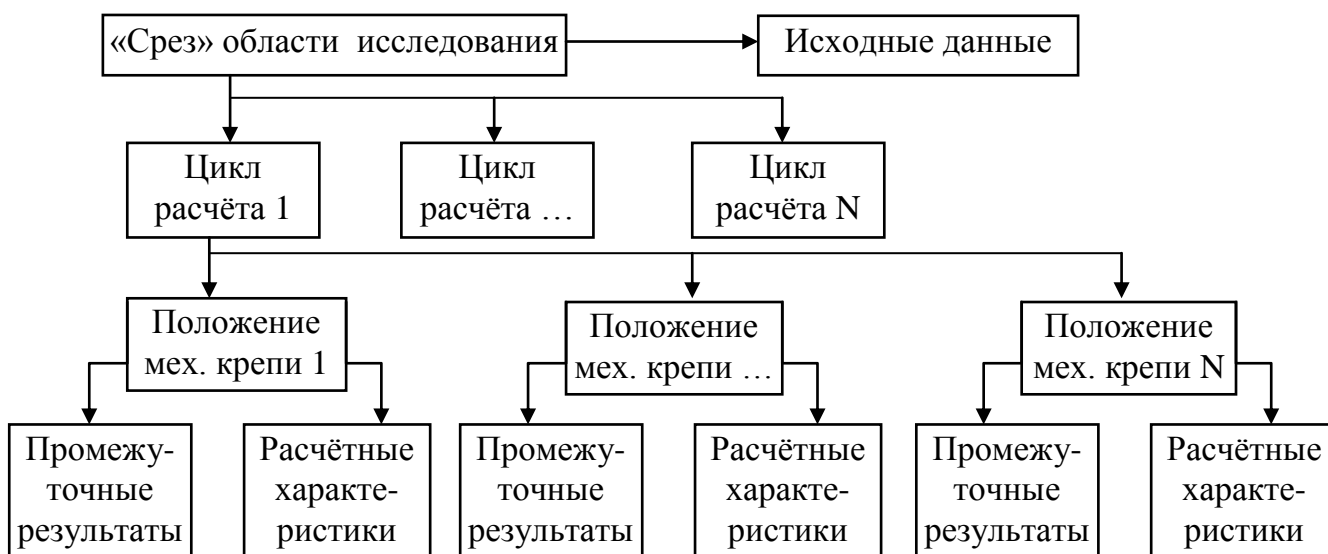 «Срез» области исследования
Исходные данные
Цикл
расчёта 1
Цикл
расчёта …
Цикл
расчёта N
Положение
мех. крепи 1
Положение
мех. крепи …
Положение
мех. крепи N
Промежу-
точные
результаты
Расчётные
характе-
ристики
Промежу-
точные
результаты
Расчётные
характе-
ристики
Промежу-
точные
результаты
Расчётные
характе-
ристики